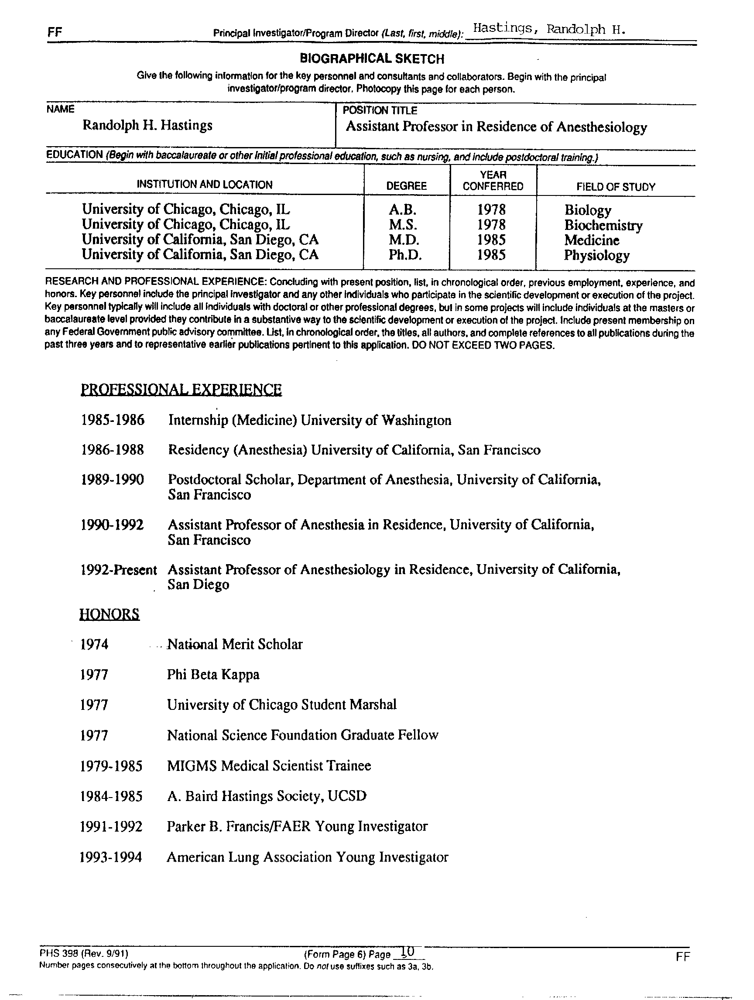 FF Principal Investigator/Program Director (Last, first, middle): Hastings, Randolph H.
BIOGRAPHICAL SKETCH
Give the following information for the key personnel and consultants and collaborators. Begin with the principal
investigator/program director. Photocopy this page for each person.
NAME POSITION TITLE
Randolph H. Hastings Assistant Professor in Residence of Anesthesiology
EDUCATION (Begin with baccalaureate or other initial professional education, such as nursing, and include postdoctoral training.)
INSTITUTION AND LOCATION DEGREE YEAR CONFERRED FIELD OF STUDY
University of Chicago, Chicago, IL A.B. 1978 Biology
University of Chicago, Chicago, IL M.S. 1978 Biochemistry
University of California, San Diego, CA M.D. 1985 Medicine
University of California, San Diego, CA Ph.D. 1985 Physiology
RESEARCH AND PROFESSIONAL EXPERIENCE: Concluding with present position, list, in chronological order, previous employment, experience, and
honors. Key personnel include the principal investigator and any other individuals who participate in the scientific development or execution of the project.
Key personnel typically will include all individuals with doctoral or other professional degrees, but in some projects will include individuals at the masters or
baccalaureate level provided they contribute in a substantive way to the scientific development or execution of the project. Include present membership on
any Federal Government public advisory committee. List, in chronological order, the titles, all authors, and complete references to all publications during the
past three years and to representative earlier publications pertinent to this application. DO NOT EXCEED TWO PAGES.
PROFESSIONAL EXPERIENCE
1985-1986 Internship (Medicine) University of Washington
1986-1988 Residency (Anesthesia) University of California, San Francisco
1989-1990 Postdoctoral Scholar, Department of Anesthesia, University of California,
San Francisco
1990-1992 Assistant Professor of Anesthesia in Residence, University of California,
San Francisco
1992-Present Assistant Professor of Anesthesiology in Residence, University of California,
San Diego
HONORS
1974 National Merit Scholar
1977 Phi Beta Kappa
1977 University of Chicago Student Marshal
1977 National Science Foundation Graduate Fellow
1979-1985 MIGMS Medical Scientist Trainee
1984-1985 A. Baird Hastings Society, UCSD
1991-1992 Parker B. Francis/FAER Young Investigator
1993-1994 American Lung Association Young Investigator
PHS 398 (Rev. 9/91) (Form Page 6) Page 10 FF
Number pages consecutively at the bottom throughout the application. Do not use suffixes such as 3a, 3b.